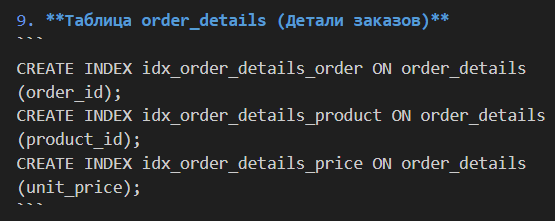 9. **Таблица order_details (Детали заказов)**
```
CREATE INDEX idx_order_details_order ON order_details
(order_id);
CREATE INDEX idx_order_details_product ON order_details
(product_id);
CREATE INDEX idx_order_details_price ON order_details
(unit_price);
```